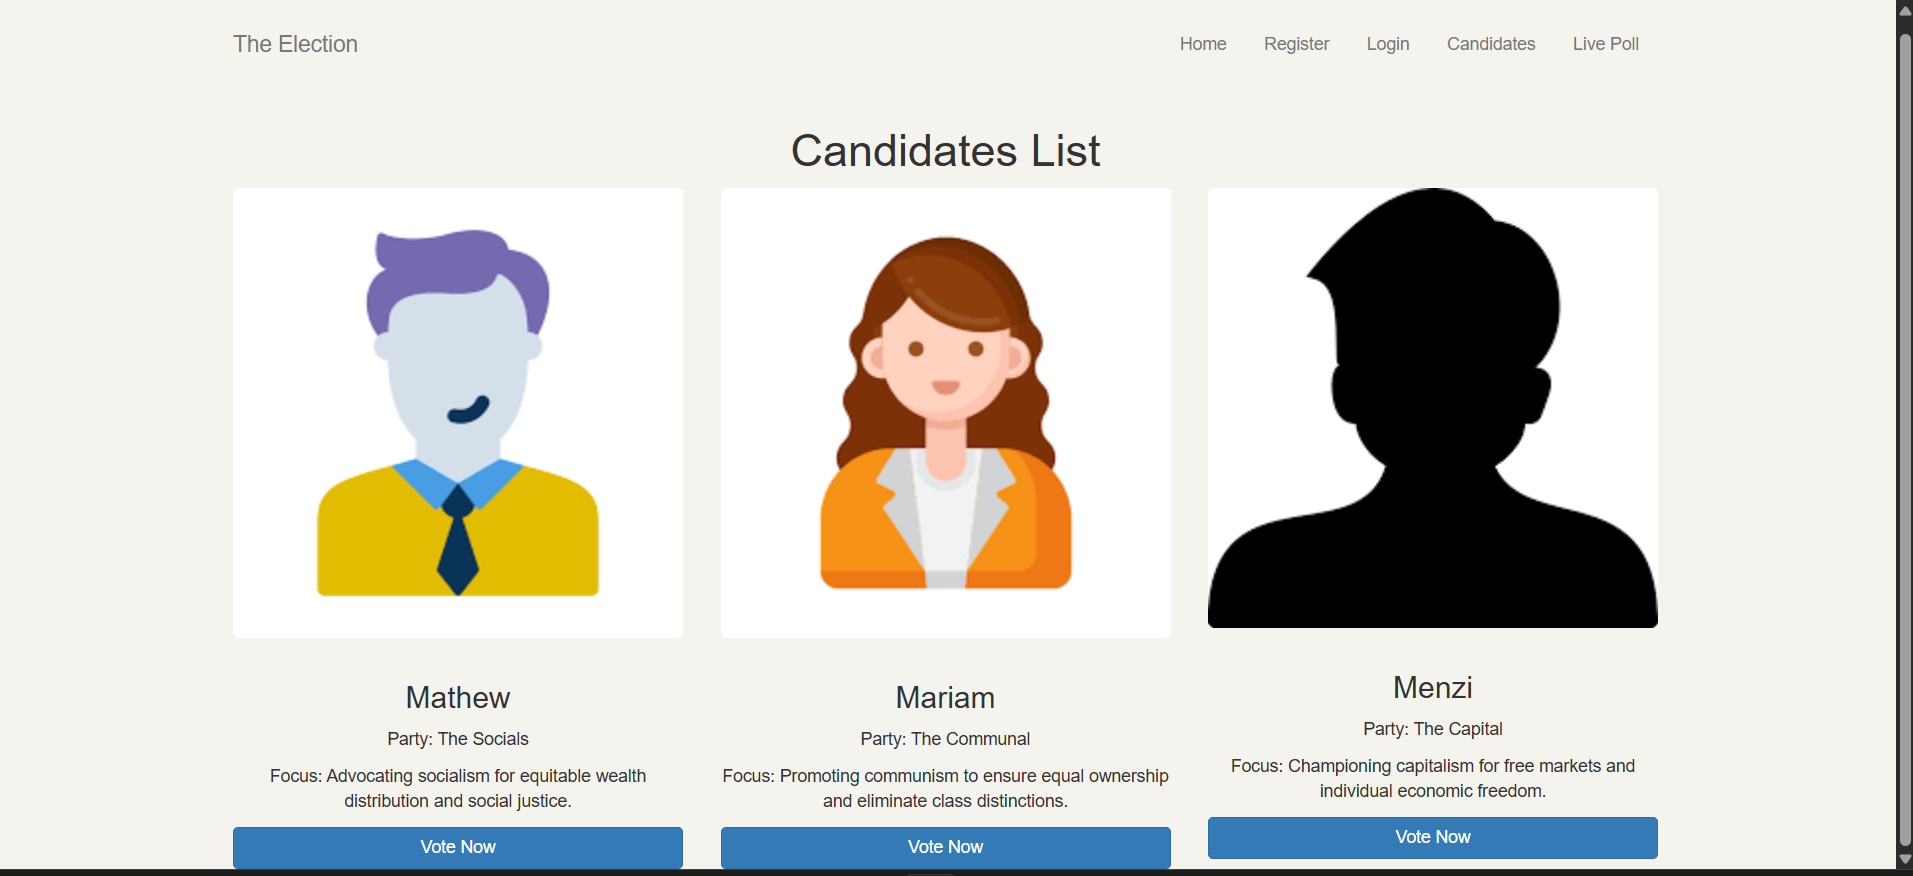 The Election
Home
Register
Login
Candidates
Live Poll
Candidates List
Mathew
Party: The Socials
Focus: Advocating socialism for equitable wealth
distribution and social justice.
Vote Now
Mariam
Party: The Communal
Focus: Promoting communism to ensure equal ownership
and eliminate class distinctions.
Vote Now
Menzi
Party: The Capital
Focus: Championing capitalism for free markets and
individual economic freedom.
Vote Now